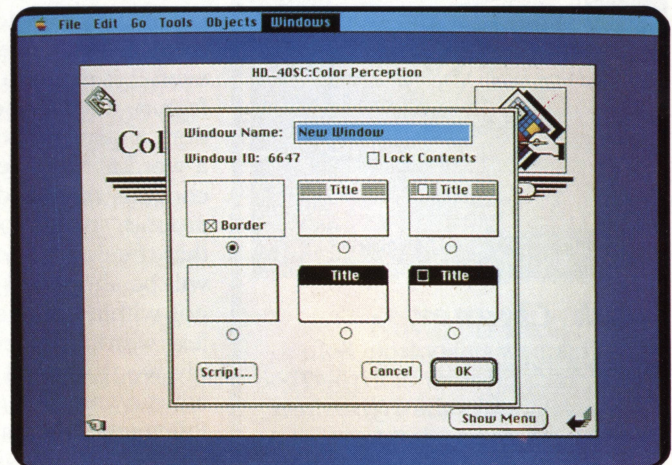 File Edit Go Tools Objects Windows
HD_40SC:Color Perception
Col
Window Name: New Window
Window ID: 6647 Lock Contents
Border
Title
Title
Title
Title
Script... Cancel OK
Show Menu